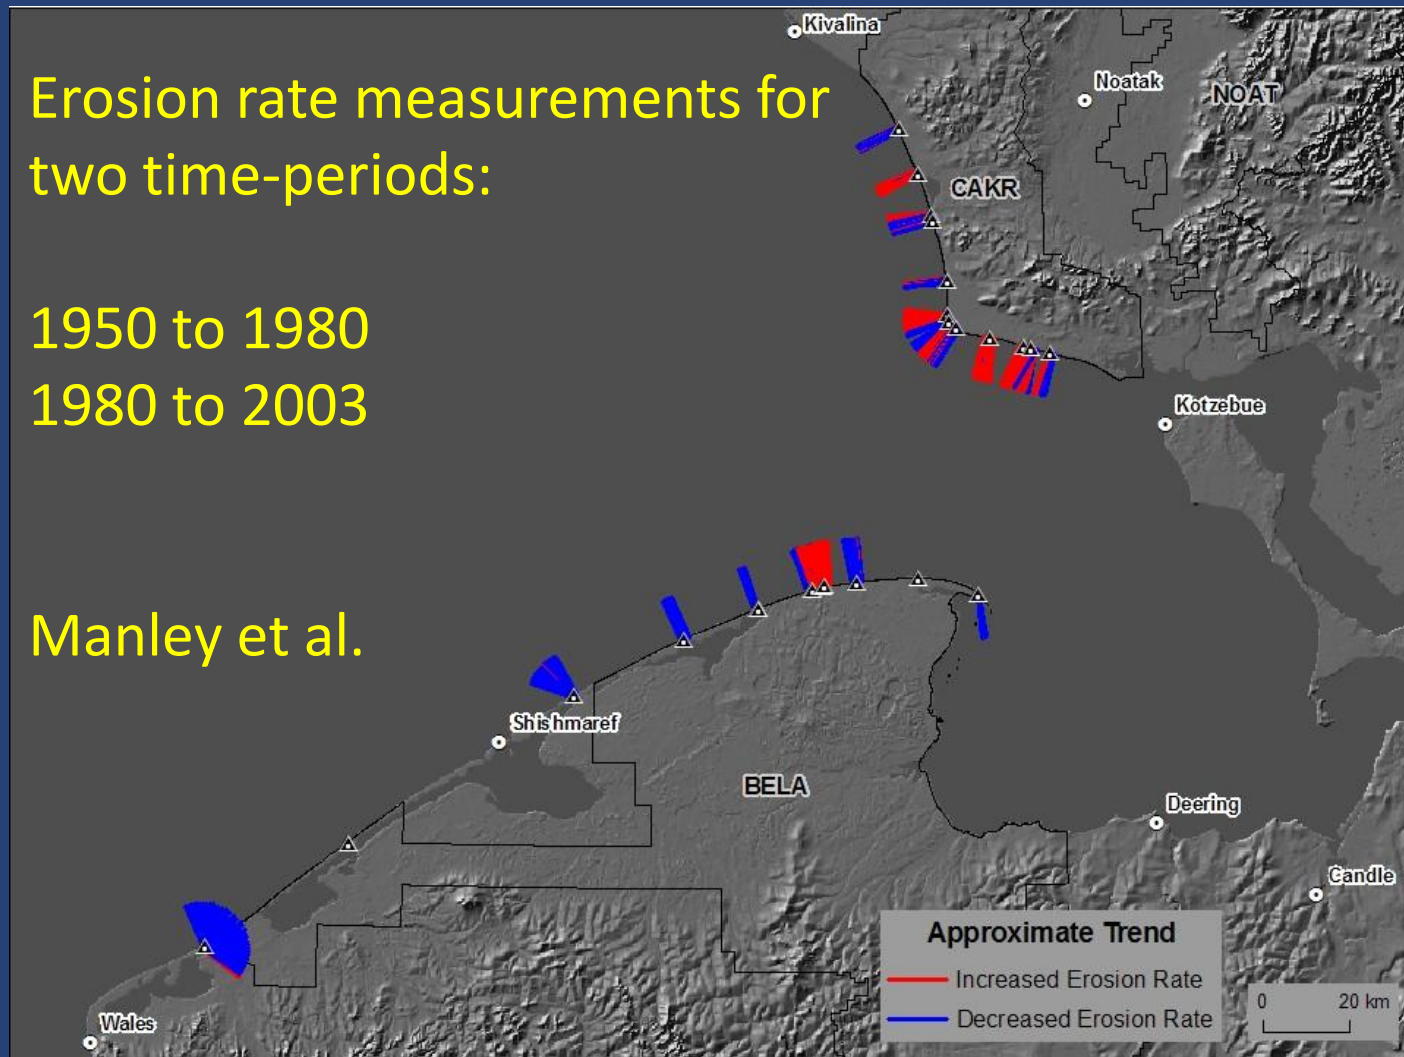 Erosion rate measurements for
two time-periods:
1950 to 1980
1980 to 2003
Manley et al.
Kivalina
Noatak
NOAT
CAKR
Kotzebue
Shishmaref
BELA
Deering
Candle
Wales
Approximate Trend
Increased Erosion Rate
Decreased Erosion Rate
0 20 km